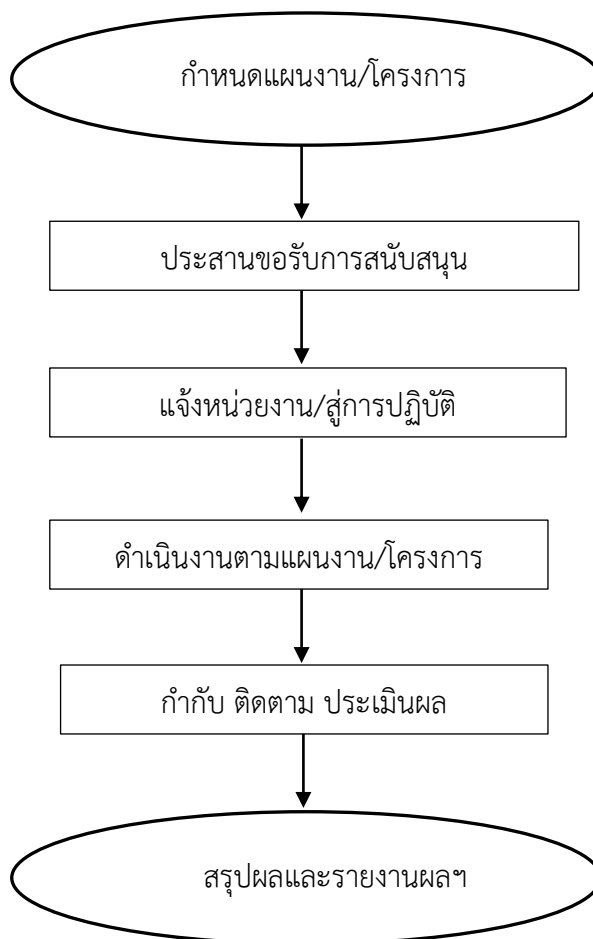 กำหนดแผนงาน/โครงการ
ประสานขอรับการสนับสนุน
แจ้งหน่วยงาน/สู่การปฏิบัติ
ดำเนินงานตามแผนงาน/โครงการ
กำกับ ติดตาม ประเมินผล
สรุปผลและรายงานผลฯ